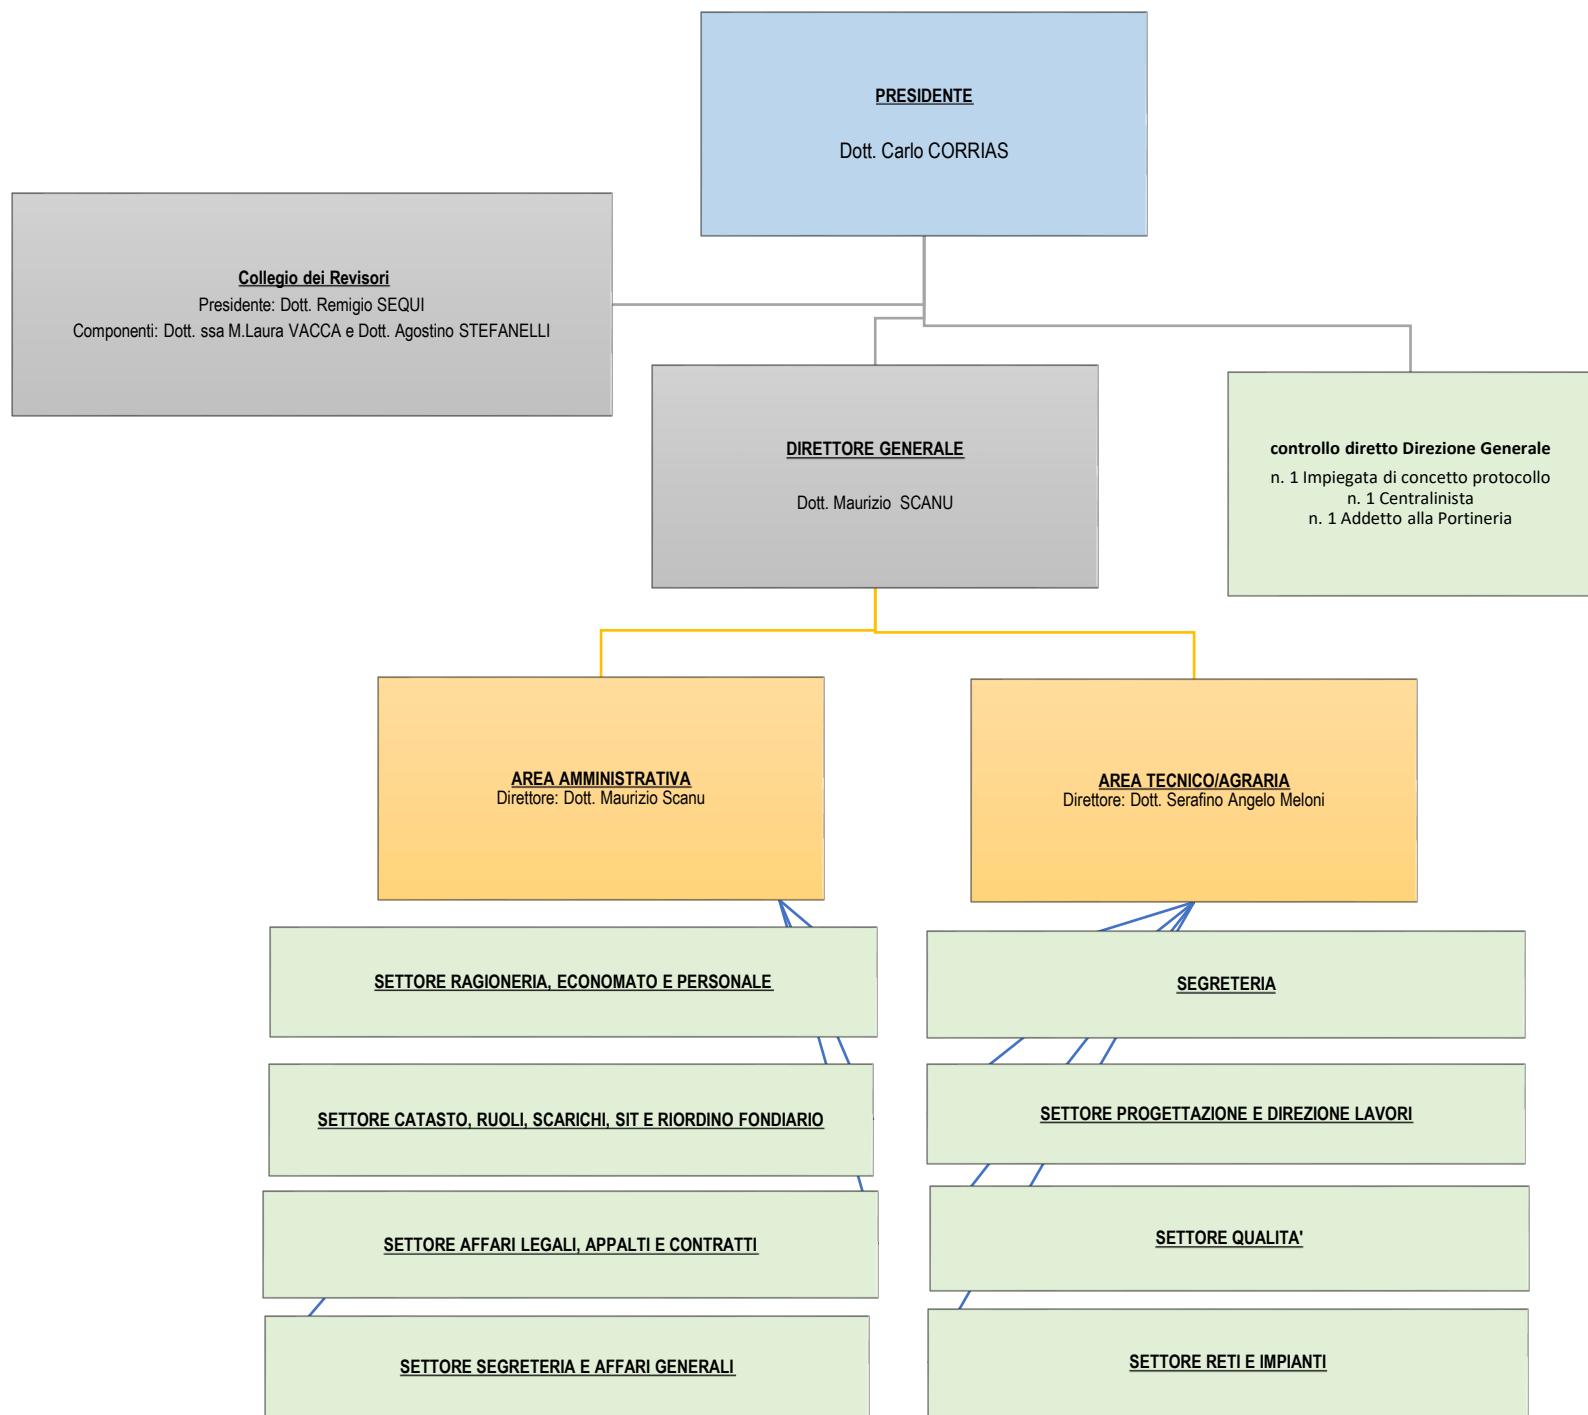 PRESIDENTE
Dott. Carlo CORRIAS
Collegio dei Revisori
Presidente: Dott. Remigio SEQUI
Componenti: Dott. ssa M.Laura VACCA e Dott. Agostino STEFANELLI
DIRETTORE GENERALE
Dott. Maurizio SCANU
controllo diretto Direzione Generale
n. 1 Impiegata di concetto protocollo
n. 1 Centralinista
n. 1 Addetto alla Portineria
AREA AMMINISTRATIVA
Direttore: Dott. Maurizio Scanu
AREA TECNICO/AGRARIA
Direttore: Dott. Serafino Angelo Meloni
SETTORE RAGIONERIA, ECONOMATO E PERSONALE
SETTORE CATASTO, RUOLI, SCARICHI, SIT E RIORDINO FONDIARIO
SETTORE AFFARI LEGALI, APPALTI E CONTRATTI
SETTORE SEGRETERIA E AFFARI GENERALI
SEGRETERIA
SETTORE PROGETTAZIONE E DIREZIONE LAVORI
SETTORE QUALITA'
SETTORE RETI E IMPIANTI